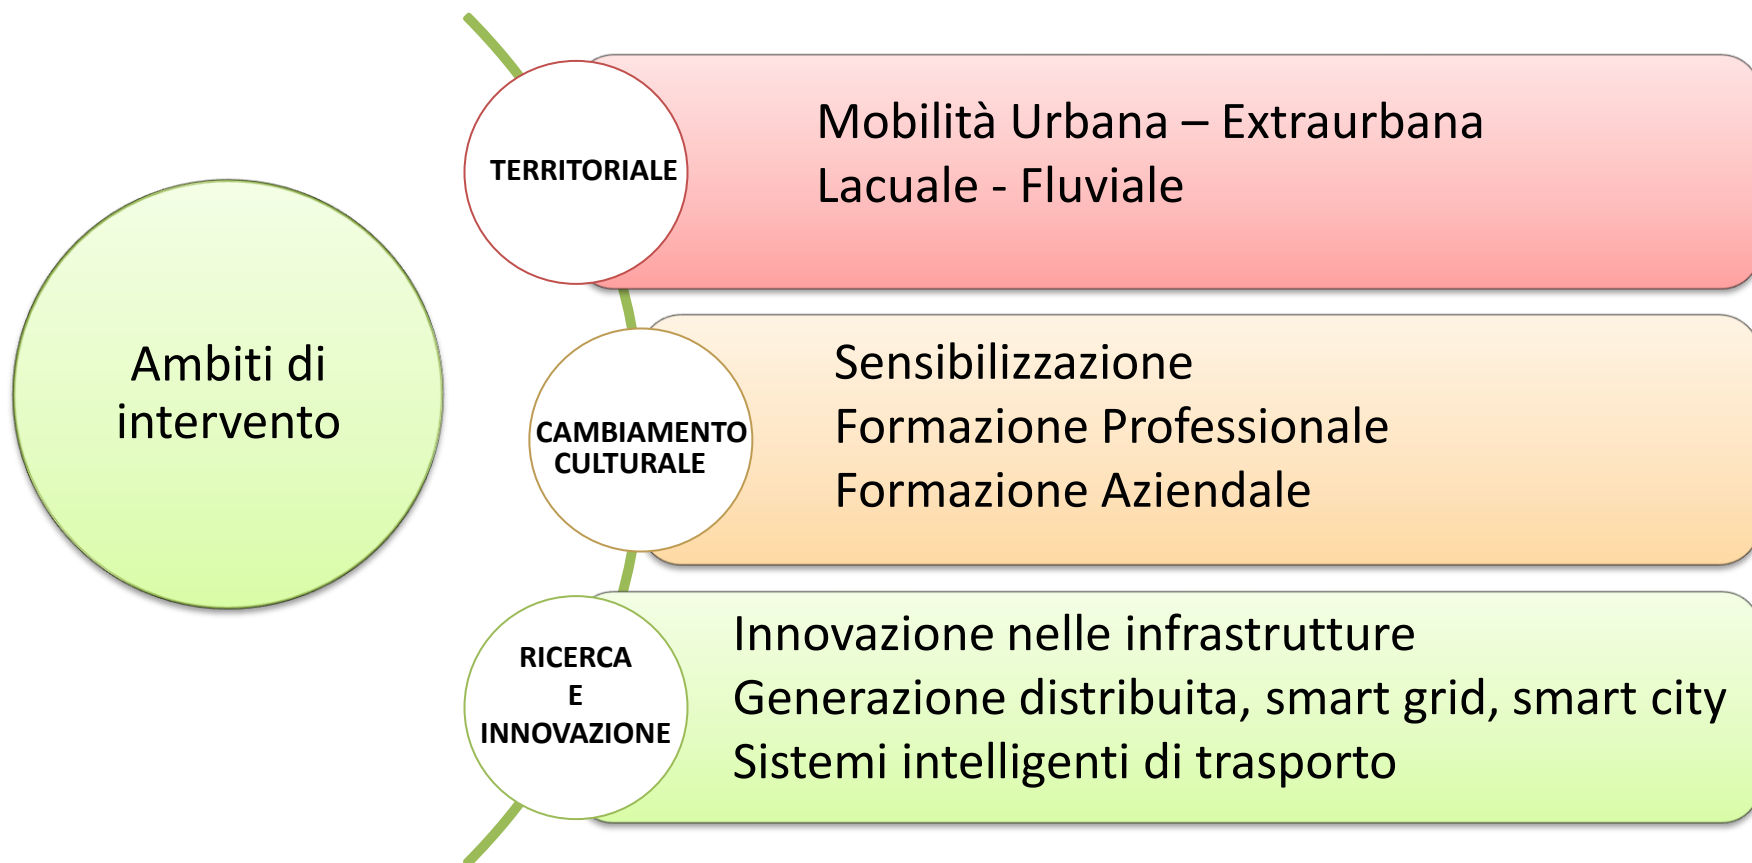 Ambiti di
intervento
TERRITORIALE
Mobilità Urbana – Extraurbana
Lacuale - Fluviale
CAMBIAMENTO
CULTURALE
Sensibilizzazione
Formazione Professionale
Formazione Aziendale
RICERCA
E
INNOVAZIONE
Innovazione nelle infrastrutture
Generazione distribuita, smart grid, smart city
Sistemi intelligenti di trasporto